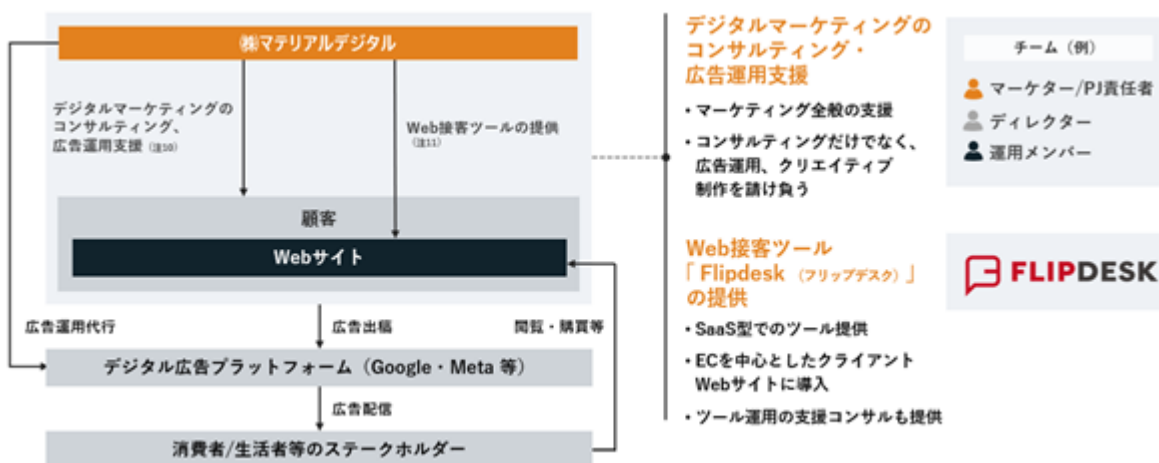 ㈱マテリアルデジタル
デジタルマーケティングの
コンサルティング、
広告運用支援（注10）
Web接客ツールの提供
（注11）
顧客
Webサイト
広告運用代行
広告出稿
閲覧・購買等
デジタル広告プラットフォーム（Google・Meta 等）
広告配信
消費者/生活者等のステークホルダー
デジタルマーケティングの
コンサルティング・
広告運用支援
・マーケティング全般の支援
・コンサルティングだけでなく、
広告運用、クリエイティブ
制作を請け負う
チーム（例）
マーケター/PJ責任者
ディレクター
運用メンバー
Web接客ツール
「 Flipdesk （フリップデスク）」
の提供
・SaaS型でのツール提供
・ECを中心としたクライアント
Webサイトに導入
・ツール運用の支援コンサルも提供
FLIPDESK